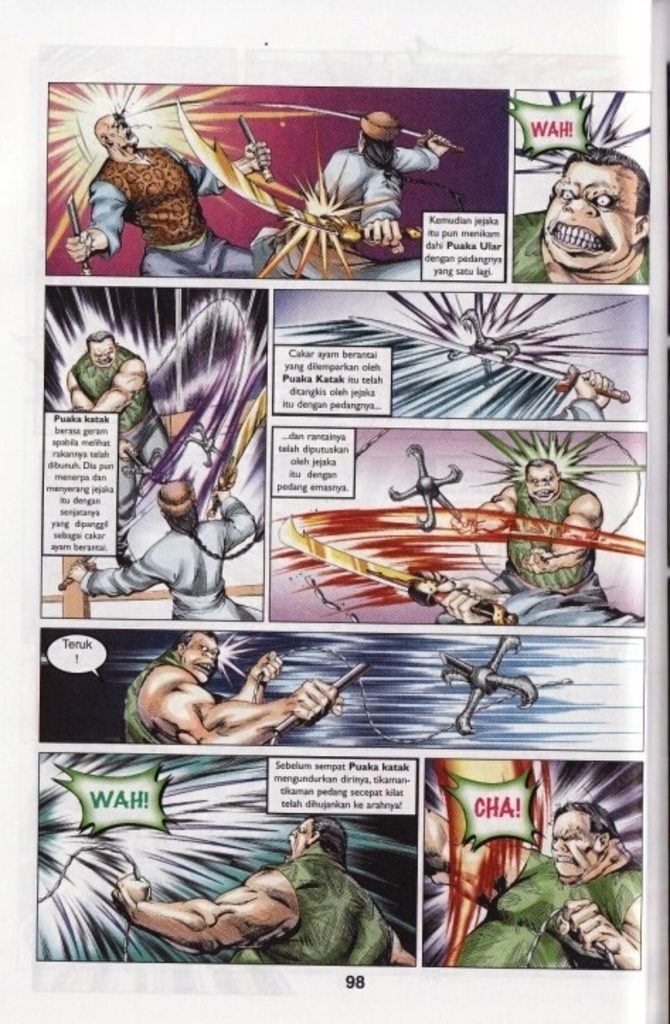 Kemudian jejaka
itu pun menikam
dahi Puaka Ular
dengan pedangnya
yang satu lagi.
WAH!
Puaka katak
berasa geram
apabila melihat
rakannya telah
dibunuh. Dia pun
menerpa dan
menyerang jejaka
itu dengan
senjatanya
yang dipanggil
sebagai cakar
ayam berantai.
Cakar ayam berantai
yang dilemparkan oleh
Puaka Katak itu telah
ditangkis oleh jejaka
itu dengan pedangnya...
...dan rantainya
telah diputuskan
oleh jejaka
itu dengan
pedang emasnya.
Teruk
!
WAH!
Sebelum sempat Puaka katak
mengundurkan dirinya, tikaman-
tikaman pedang secepat kilat
telah dihujankan ke arahnya!
CHA!
98